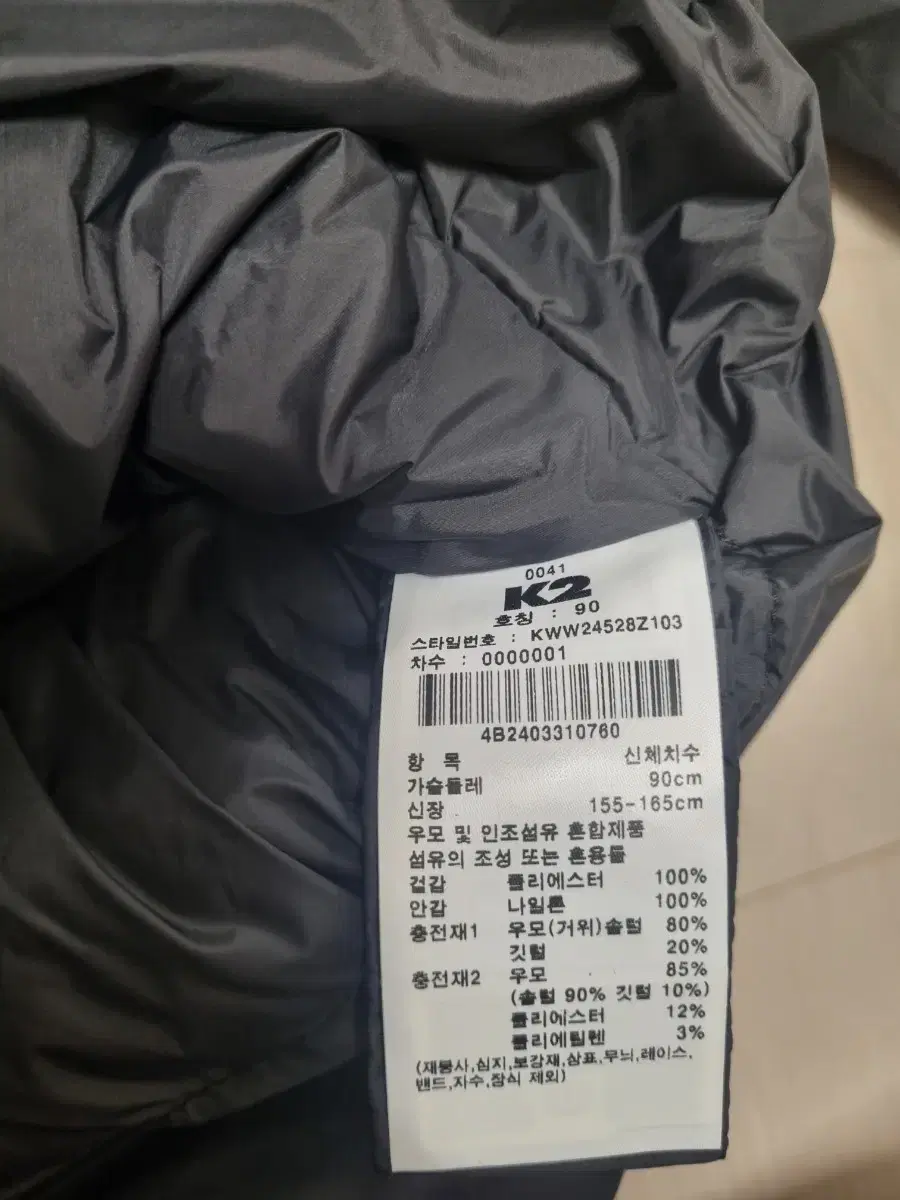 0041
K2
호칭 : 90
스타일번호 : KWW24528Z103
차수 : 0000001
4B2403310760
항 목 신체치수
가슴둘레 90cm
신장 155-165cm
우모 및 인조섬유 혼합제품
섬유의 조성 또는 혼용률
겉감 폴리에스터 100%
안감 나일론 100%
충전재1 우모(거위)솜털 80%
깃털 20%
충전재2 우모 85%
(솜털 90% 깃털 10%)
폴리에스터 12%
폴리에틸렌 3%
(재봉사,심지,보강재,상표,무늬,레이스,
밴드,자수,장식 제외)